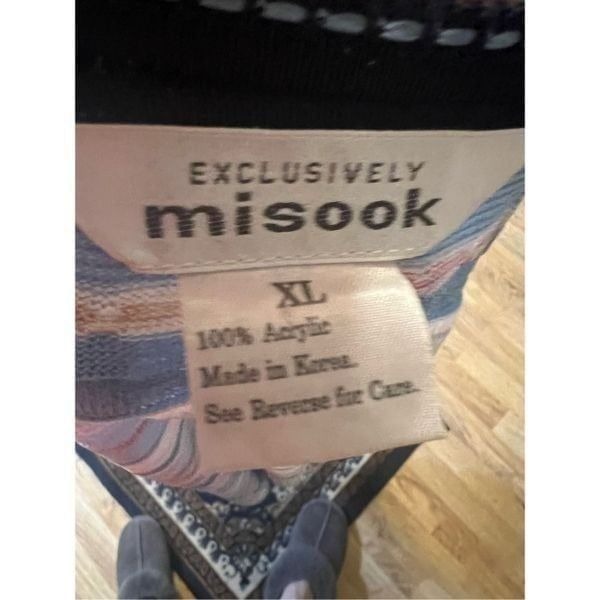 EXCLUSIVELY
misook
XL
100% Acrylic
Made in Korea.
See Reverse for Care.